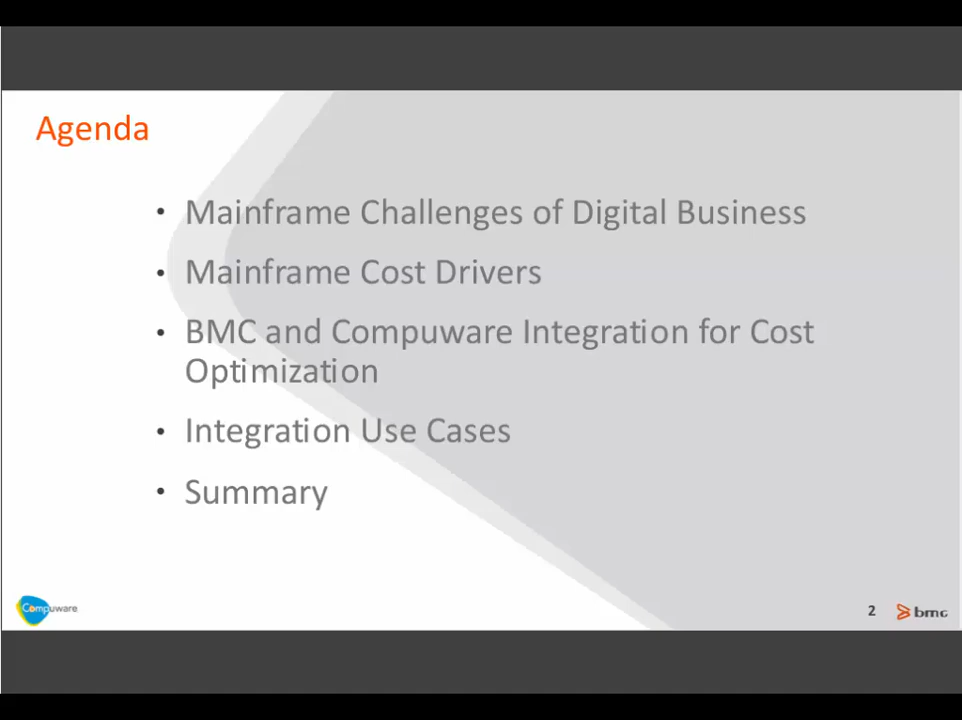 Agenda
• Mainframe Challenges of Digital Business
• Mainframe Cost Drivers
• BMC and Compuware Integration for Cost
Optimization
• Integration Use Cases
• Summary
Compuware
2
bmc